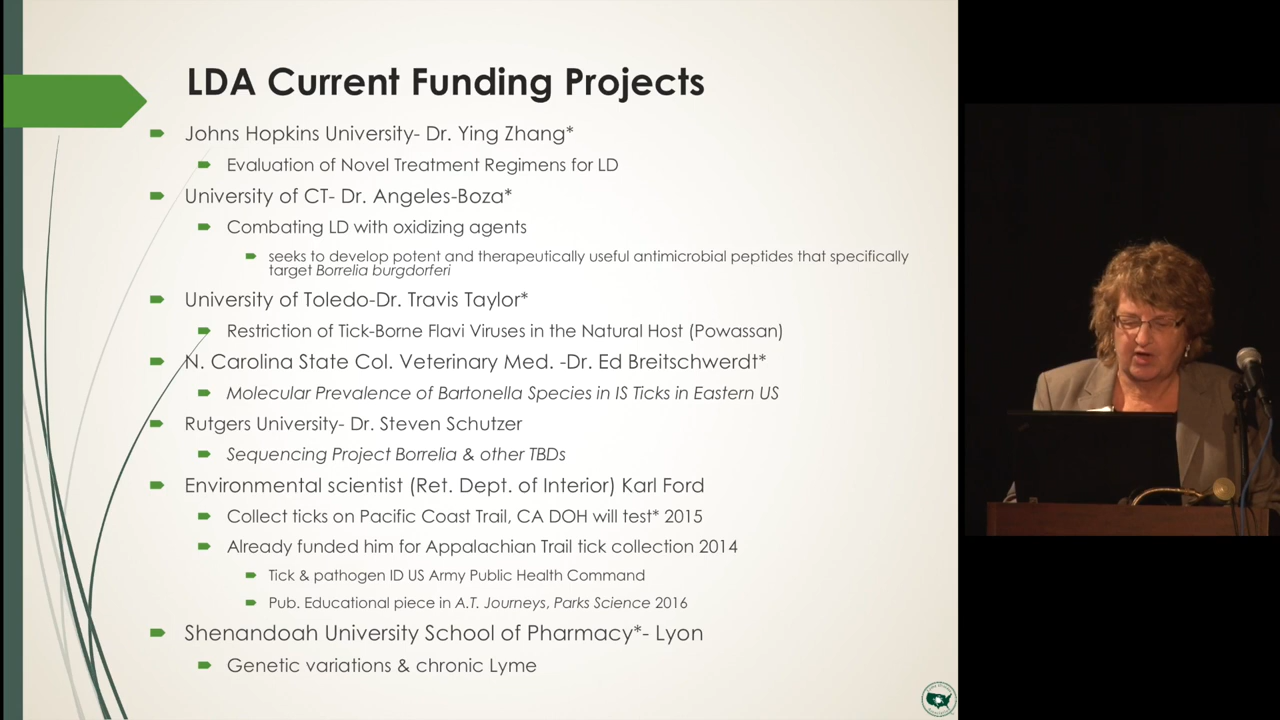 LDA Current Funding Projects
Johns Hopkins University- Dr. Ying Zhang*
Evaluation of Novel Treatment Regimens for LD
University of CT- Dr. Angeles-Boza*
Combating LD with oxidizing agents
seeks to develop potent and therapeutically useful antimicrobial peptides that specifically
target Borrelia burgdorferi
University of Toledo-Dr. Travis Taylor*
Restriction of Tick-Borne Flavi Viruses in the Natural Host (Powassan)
N. Carolina State Col. Veterinary Med. -Dr. Ed Breitschwerdt*
Molecular Prevalence of Bartonella Species in IS Ticks in Eastern US
Rutgers University- Dr. Steven Schutzer
Sequencing Project Borrelia & other TBDs
Environmental scientist (Ret. Dept. of Interior) Karl Ford
Collect ticks on Pacific Coast Trail, CA DOH will test* 2015
Already funded him for Appalachian Trail tick collection 2014
Tick & pathogen ID US Army Public Health Command
Pub. Educational piece in A.T. Journeys, Parks Science 2016
Shenandoah University School of Pharmacy*- Lyon
Genetic variations & chronic Lyme